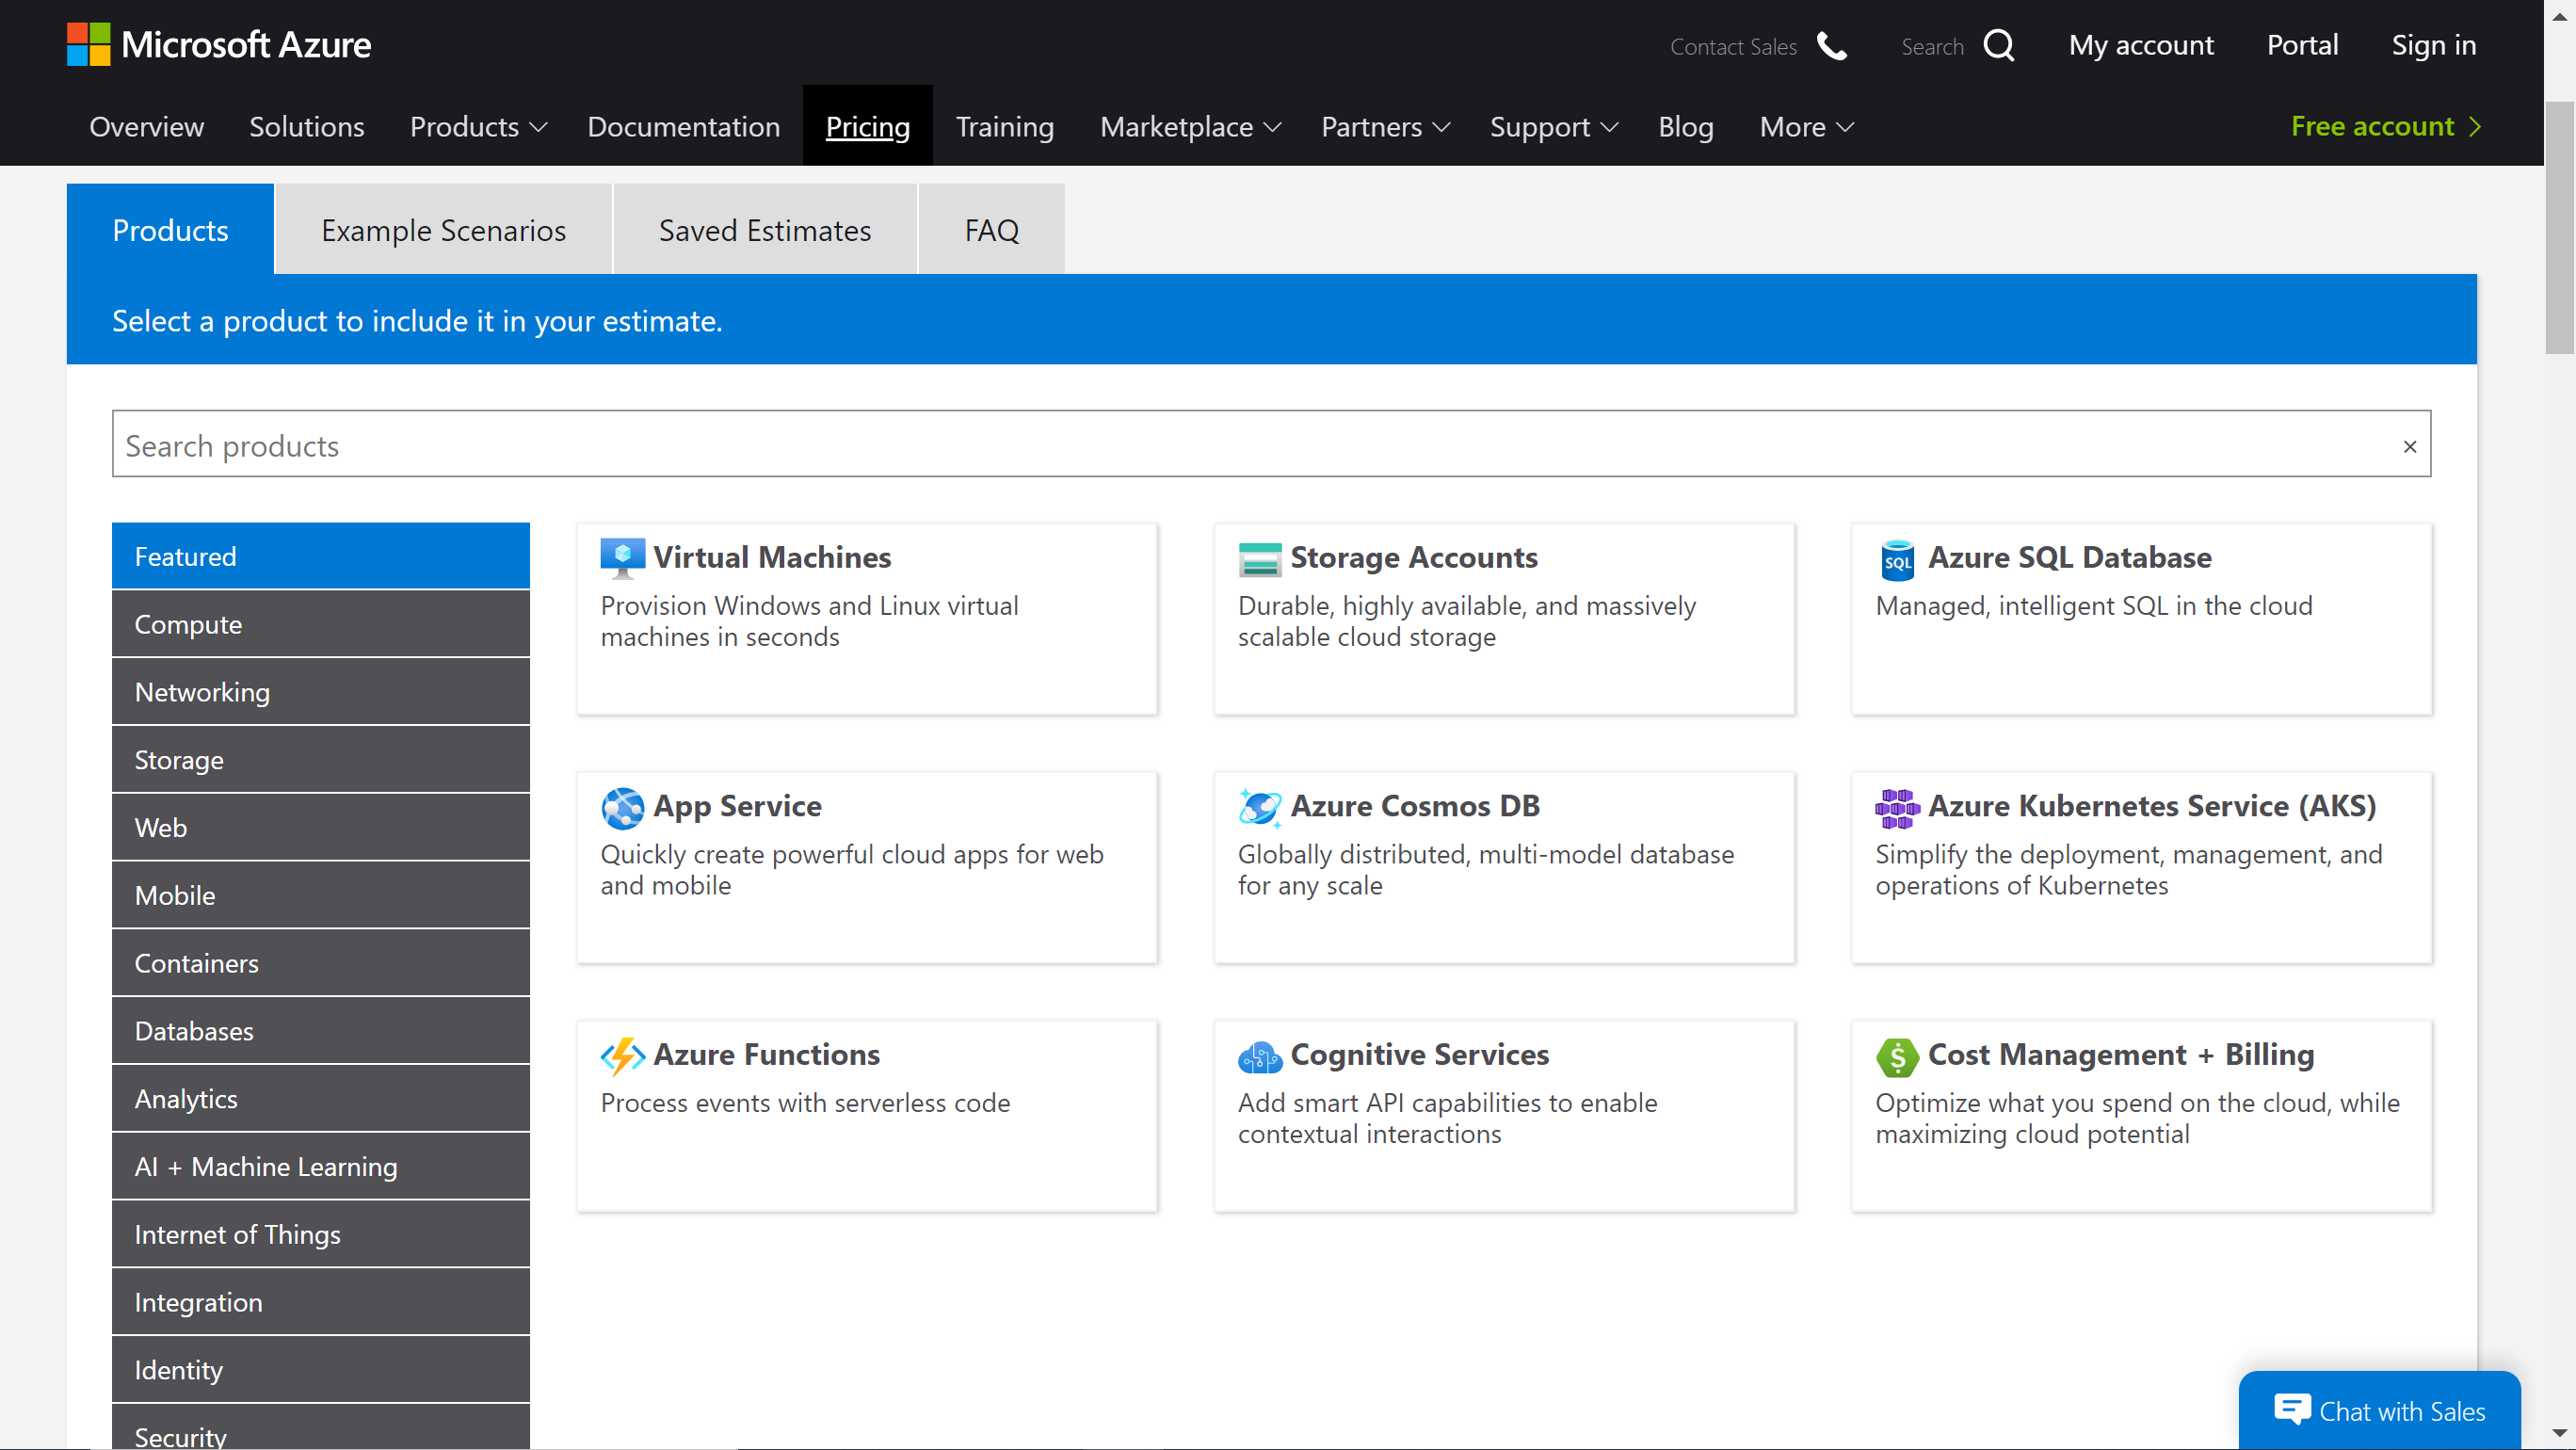 Microsoft Azure
Contact Sales
Search
My account
Portal
Sign in
Overview
Solutions
Products
Documentation
Pricing
Training
Marketplace
Partners
Support
Blog
More
Free account
Products
Example Scenarios
Saved Estimates
FAQ
Select a product to include it in your estimate.
Search products
×
Featured
Compute
Networking
Storage
Web
Mobile
Containers
Databases
Analytics
AI + Machine Learning
Internet of Things
Integration
Identity
Security
Virtual Machines
Provision Windows and Linux virtual
machines in seconds
Storage Accounts
Durable, highly available, and massively
scalable cloud storage
SQL
Azure SQL Database
Managed, intelligent SQL in the cloud
App Service
Quickly create powerful cloud apps for web
and mobile
Azure Cosmos DB
Globally distributed, multi-model database
for any scale
Azure Kubernetes Service (AKS)
Simplify the deployment, management, and
operations of Kubernetes
Azure Functions
Process events with serverless code
Cognitive Services
Add smart API capabilities to enable
contextual interactions
$
Cost Management + Billing
Optimize what you spend on the cloud, while
maximizing cloud potential
Chat with Sales